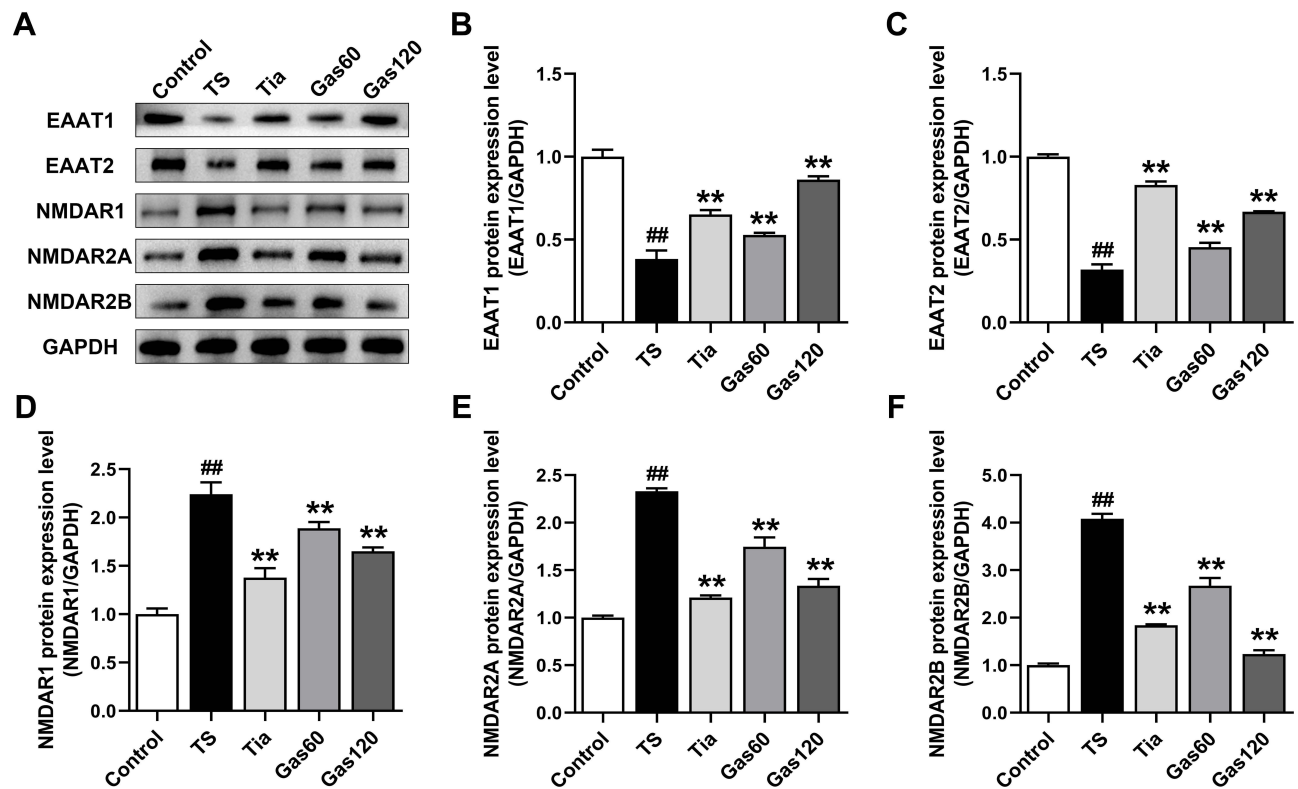 A
Control
TS
Tia
Gas60
Gas120
EAAT1
EAAT2
NMDAR1
NMDAR2A
NMDAR2B
GAPDH
B
EAAT1 protein expression level
(EAAT1/GAPDH)
1.5
1.0
0.5
0.0
##
**
**
**
Control
TS
Tia
Gas60
Gas120
C
EAAT2 protein expression level
(EAAT2/GAPDH)
1.5
1.0
0.5
0.0
##
**
**
**
Control
TS
Tia
Gas60
Gas120
D
NMDAR1 protein expression level
(NMDAR1/GAPDH)
2.5
2.0
1.5
1.0
0.5
0.0
##
**
**
**
Control
TS
Tia
Gas60
Gas120
E
NMDAR2A protein expression level
(NMDAR2A/GAPDH)
2.5
2.0
1.5
1.0
0.5
0.0
##
**
**
**
Control
TS
Tia
Gas60
Gas120
F
NMDAR2B protein expression level
(NMDAR2B/GAPDH)
5.0
4.0
3.0
2.0
1.0
0.0
##
**
**
**
Control
TS
Tia
Gas60
Gas120